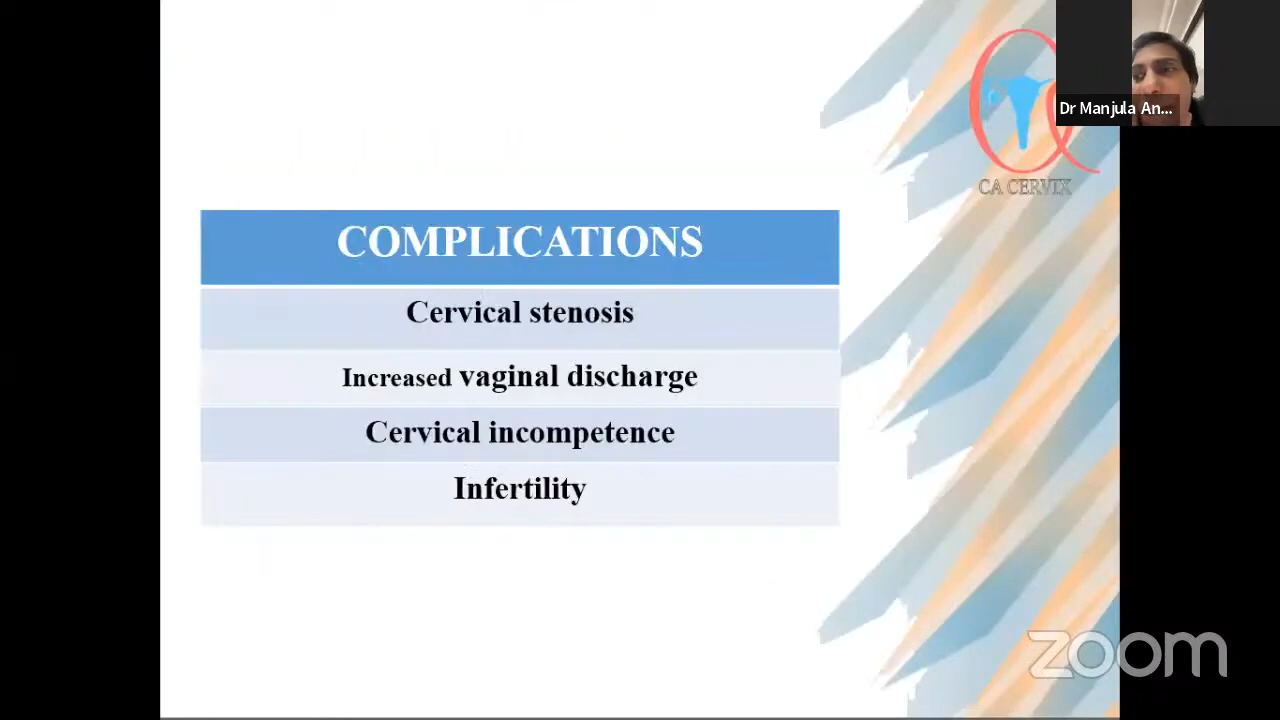 COMPLICATIONS
Cervical stenosis
Increased vaginal discharge
Cervical incompetence
Infertility
CA CERVIX
Dr Manjula An...
zoom